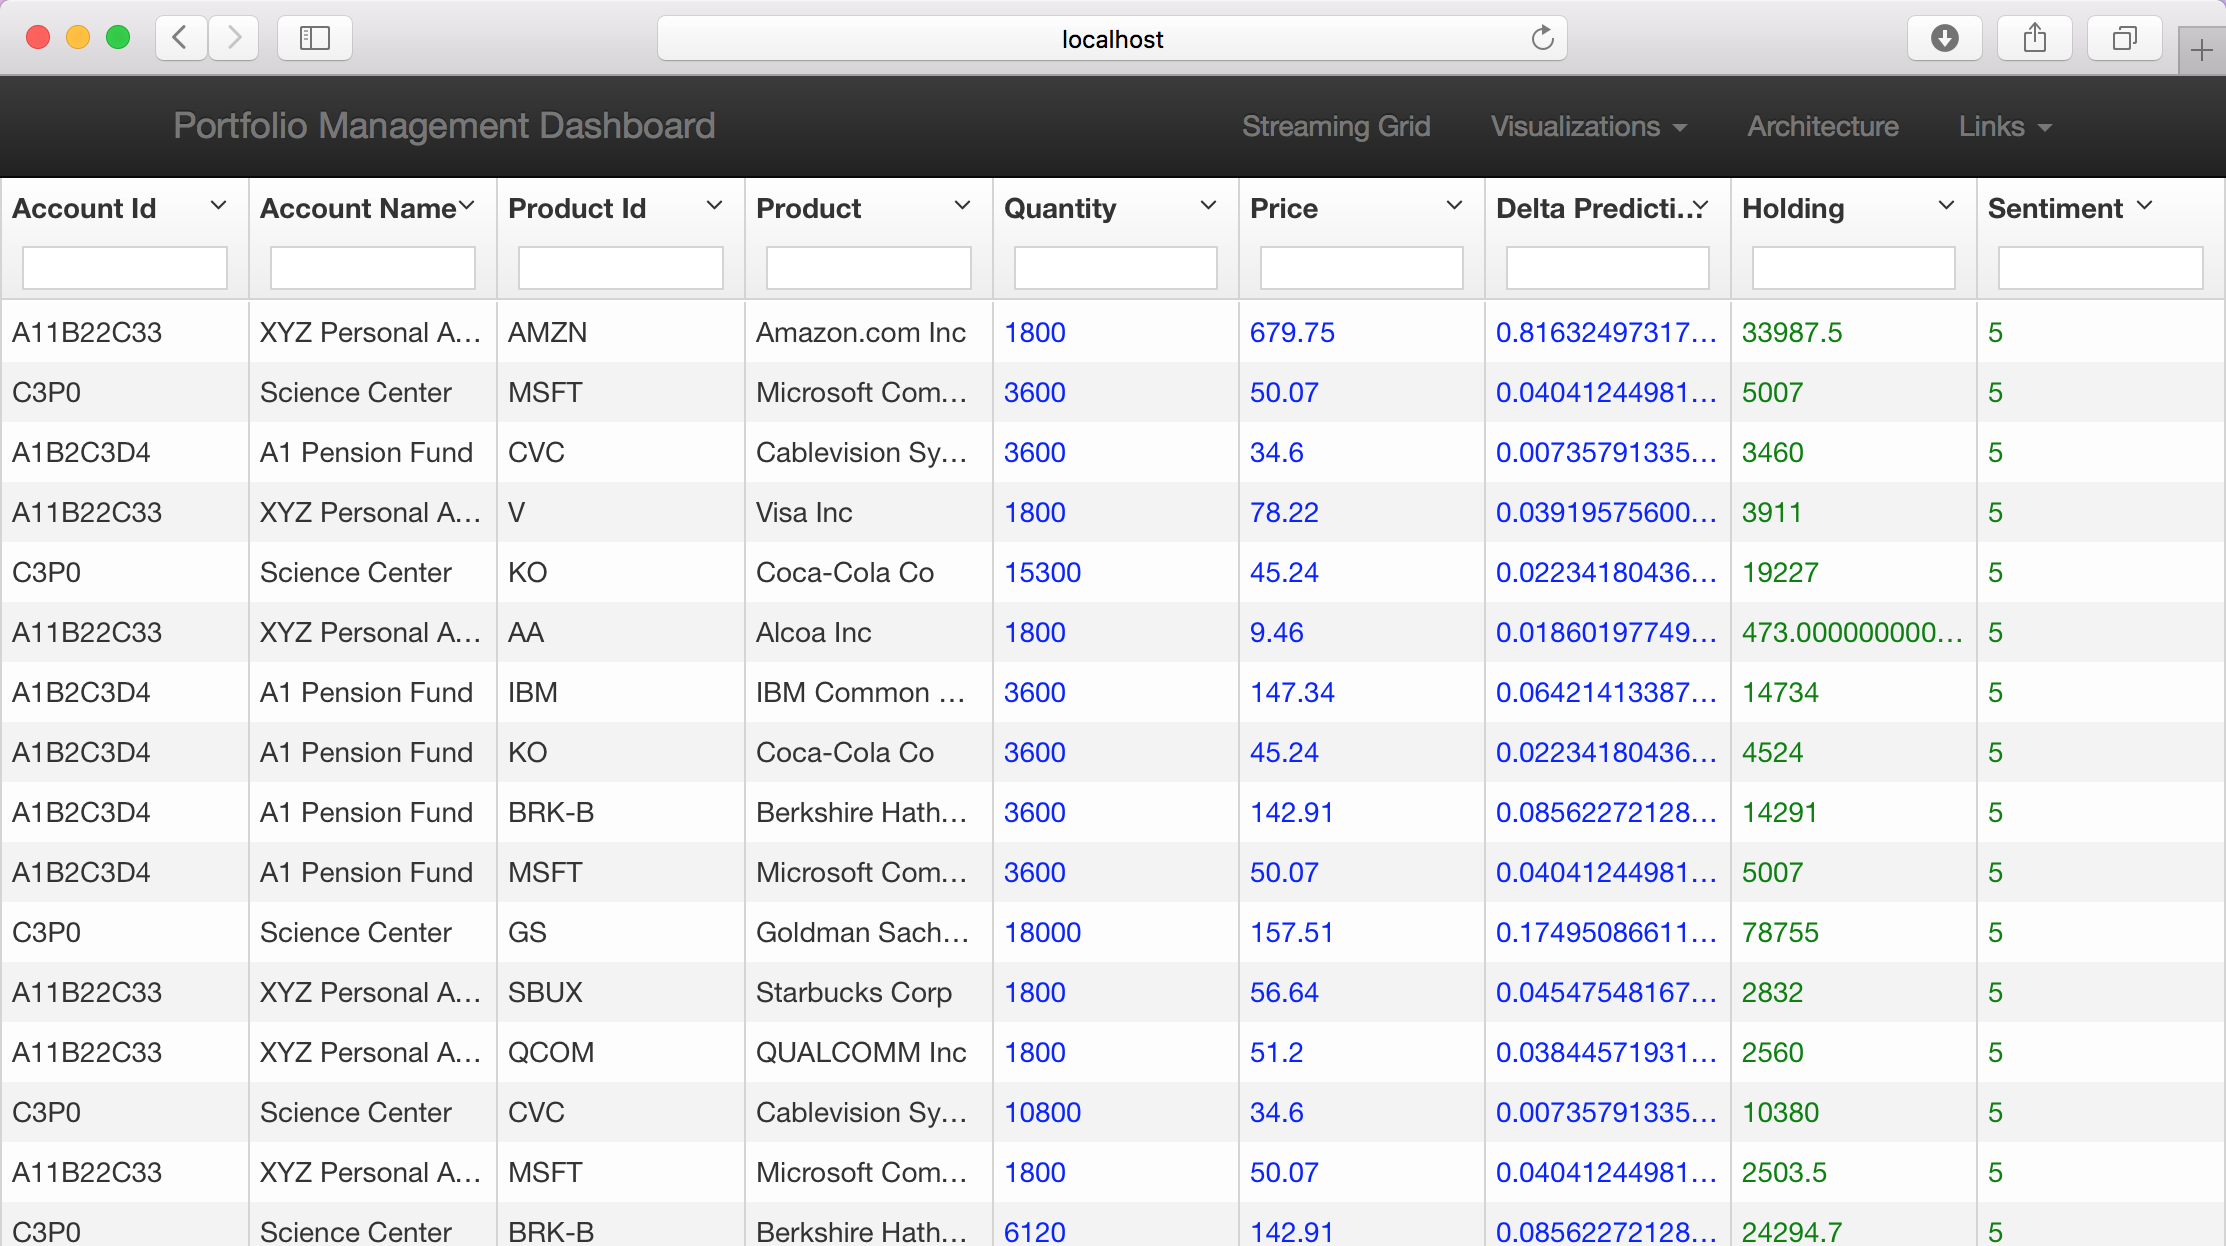 localhost
Portfolio Management Dashboard Streaming Grid Visualizations Architecture Links
Account Id Account Name Product Id Product Quantity Price Delta Predicti... Holding Sentiment
A11B22C33 XYZ Personal A... AMZN Amazon.com Inc 1800 679.75 0.81632497317... 33987.5 5
C3P0 Science Center MSFT Microsoft Com... 3600 50.07 0.04041244981... 5007 5
A1B2C3D4 A1 Pension Fund CVC Cablevision Sy... 3600 34.6 0.00735791335... 3460 5
A11B22C33 XYZ Personal A... V Visa Inc 1800 78.22 0.03919575600... 3911 5
C3P0 Science Center KO Coca-Cola Co 15300 45.24 0.02234180436... 19227 5
A11B22C33 XYZ Personal A... AA Alcoa Inc 1800 9.46 0.01860197749... 473.000000000... 5
A1B2C3D4 A1 Pension Fund IBM IBM Common ... 3600 147.34 0.06421413387... 14734 5
A1B2C3D4 A1 Pension Fund KO Coca-Cola Co 3600 45.24 0.02234180436... 4524 5
A1B2C3D4 A1 Pension Fund BRK-B Berkshire Hath... 3600 142.91 0.08562272128... 14291 5
A1B2C3D4 A1 Pension Fund MSFT Microsoft Com... 3600 50.07 0.04041244981... 5007 5
C3P0 Science Center GS Goldman Sach... 18000 157.51 0.17495086611... 78755 5
A11B22C33 XYZ Personal A... SBUX Starbucks Corp 1800 56.64 0.04547548167... 2832 5
A11B22C33 XYZ Personal A... QCOM QUALCOMM Inc 1800 51.2 0.03844571931... 2560 5
C3P0 Science Center CVC Cablevision Sy... 10800 34.6 0.00735791335... 10380 5
A11B22C33 XYZ Personal A... MSFT Microsoft Com... 1800 50.07 0.04041244981... 2503.5 5
C3P0 Science Center BRK-B Berkshire Hath... 6120 142.91 0.08562272128... 24294.7 5